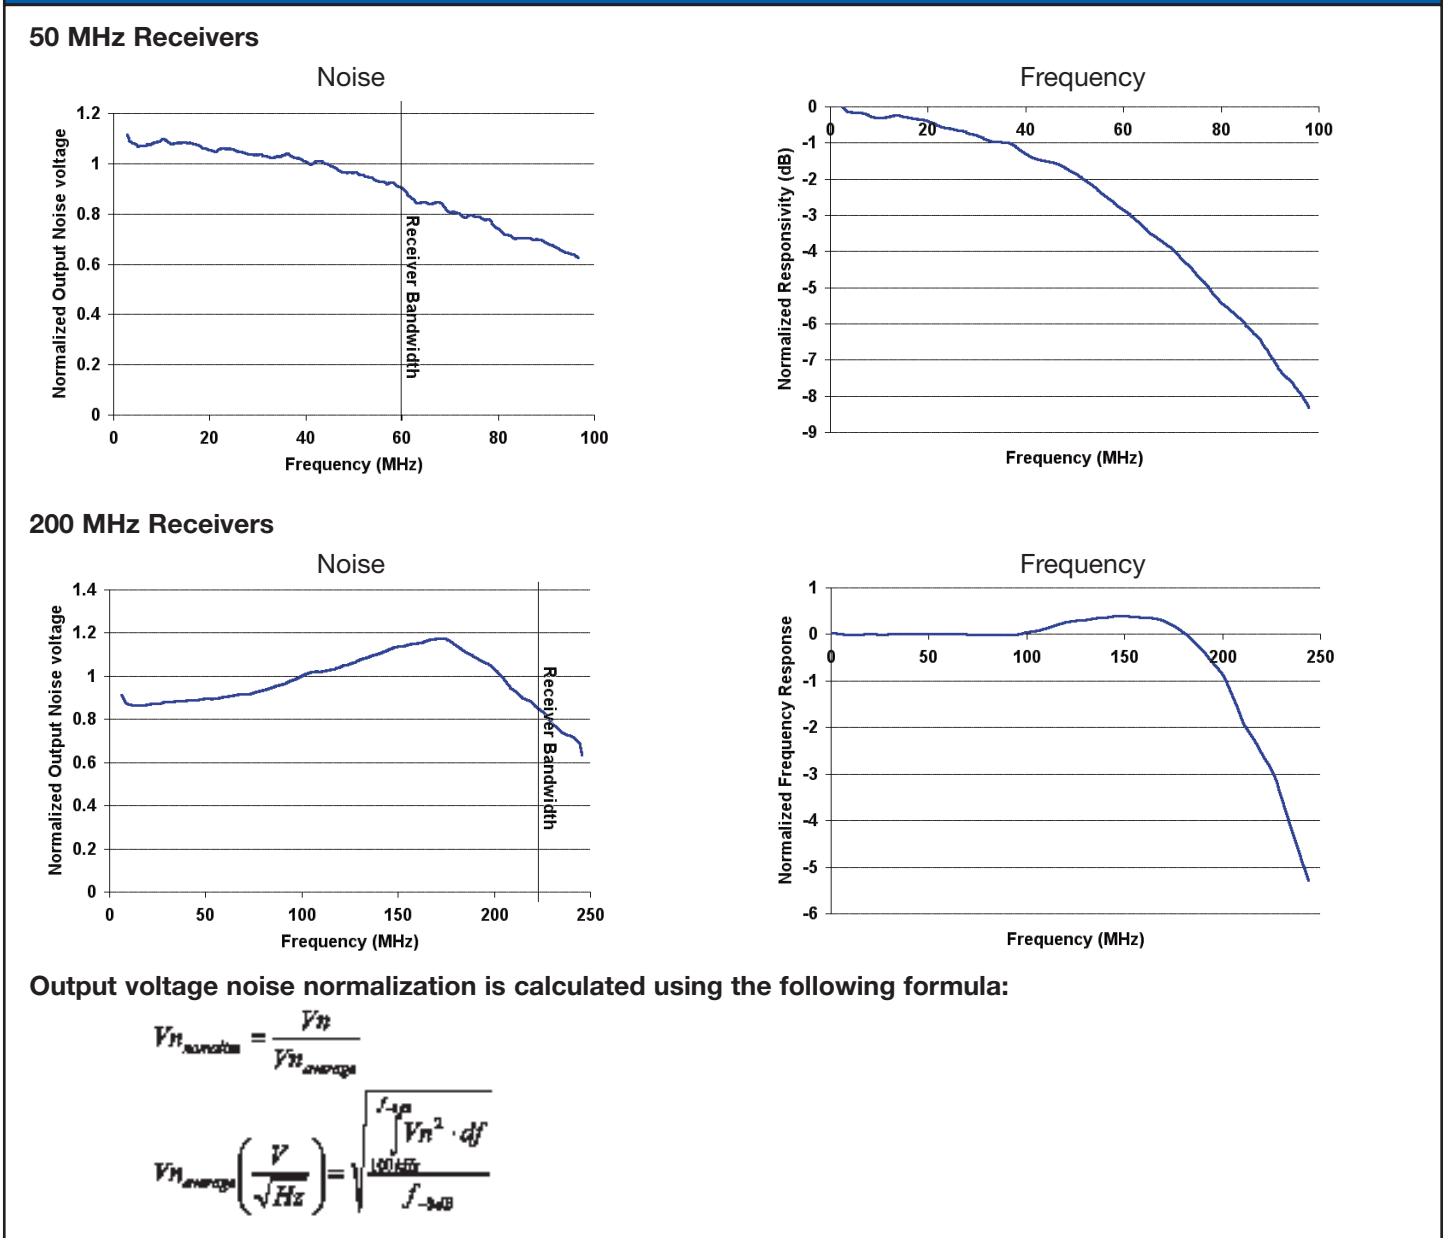 50 MHz Receivers
Noise
Normalized Output Noise voltage
1.2
1
0.8
0.6
0.4
0.2
0
0 20 40 60 80 100
Frequency (MHz)
Receiver Bandwidth
Frequency
Normalized Responsivity (dB)
0
-1
-2
-3
-4
-5
-6
-7
-8
-9
0 20 40 60 80 100
Frequency (MHz)
200 MHz Receivers
Noise
Normalized Output Noise voltage
1.4
1.2
1
0.8
0.6
0.4
0.2
0
0 50 100 150 200 250
Frequency (MHz)
Receiver Bandwidth
Frequency
Normalized Frequency Response
1
0
-1
-2
-3
-4
-5
-6
0 50 100 150 200 250
Frequency (MHz)
Output voltage noise normalization is calculated using the following formula:
Vn = Vn / Vn average
Vn average (V / √Hz) = √(∫ Vn² · df / f -3dB)